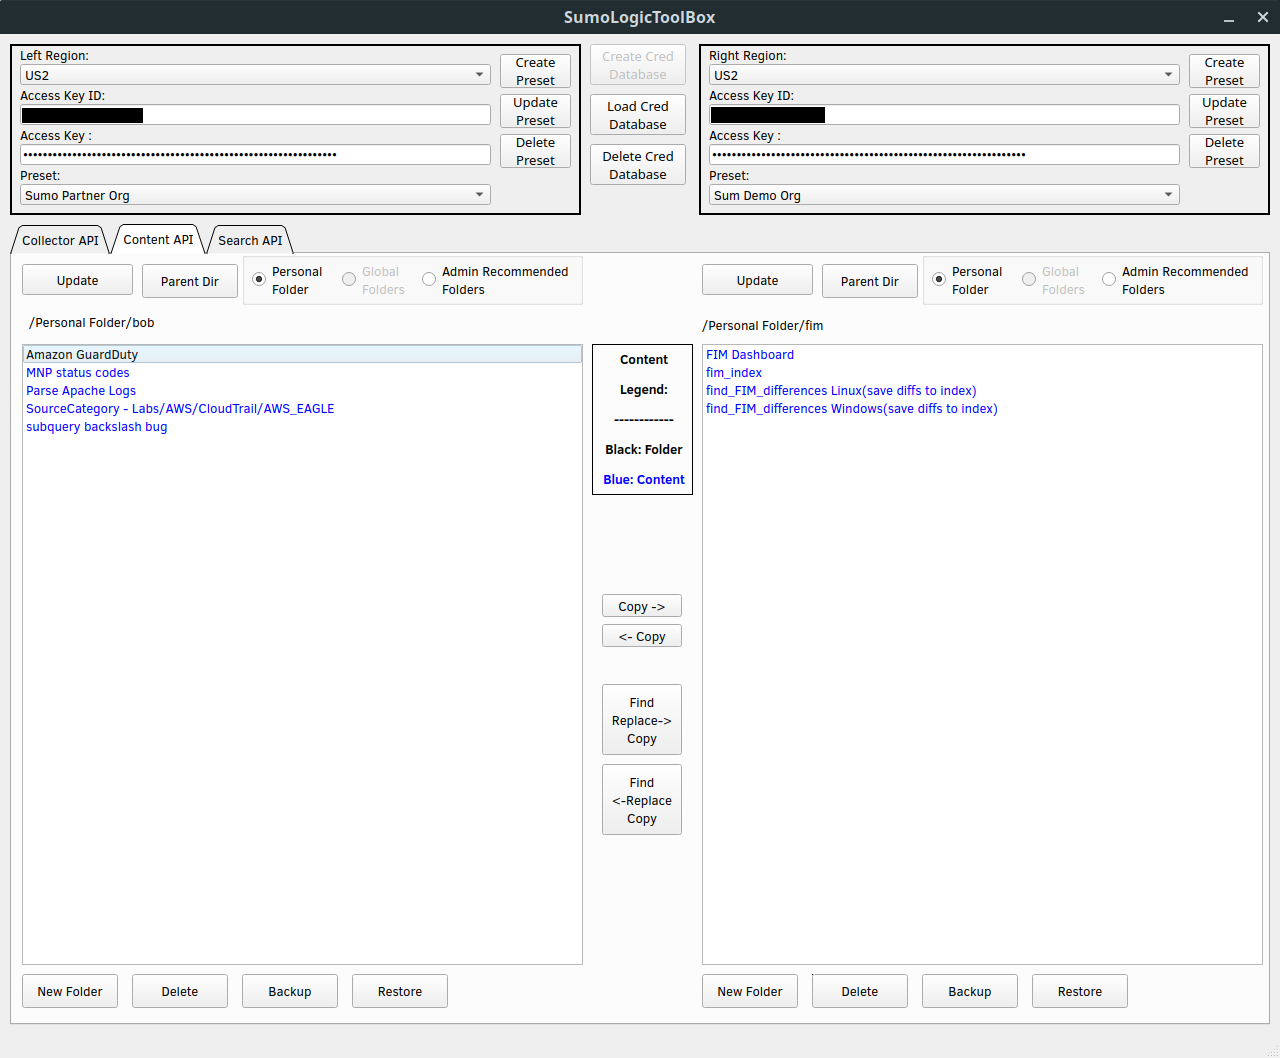 SumoLogicToolBox
Left Region:
US2
Access Key ID:
Access Key :
••••••••••••••••••••••••••••••••••••••••••••••••••••••••••••••••
Preset:
Sumo Partner Org
Create
Preset
Update
Preset
Delete
Preset
Create Cred
Database
Load Cred
Database
Delete Cred
Database
Right Region:
US2
Access Key ID:
Access Key :
••••••••••••••••••••••••••••••••••••••••••••••••••••••••••••••••
Preset:
Sum Demo Org
Create
Preset
Update
Preset
Delete
Preset
Collector API
Content API
Search API
Update
Parent Dir
Personal
Folder
Global
Folders
Admin Recommended
Folders
/Personal Folder/bob
Amazon GuardDuty
MNP status codes
Parse Apache Logs
SourceCategory - Labs/AWS/CloudTrail/AWS_EAGLE
subquery backslash bug
New Folder
Delete
Backup
Restore
Content
Legend:
------------
Black: Folder
Blue: Content
Copy ->
<- Copy
Find
Replace->
Copy
Find
<-Replace
Copy
Update
Parent Dir
Personal
Folder
Global
Folders
Admin Recommended
Folders
/Personal Folder/fim
FIM Dashboard
fim_index
find_FIM_differences Linux(save diffs to index)
find_FIM_differences Windows(save diffs to index)
New Folder
Delete
Backup
Restore